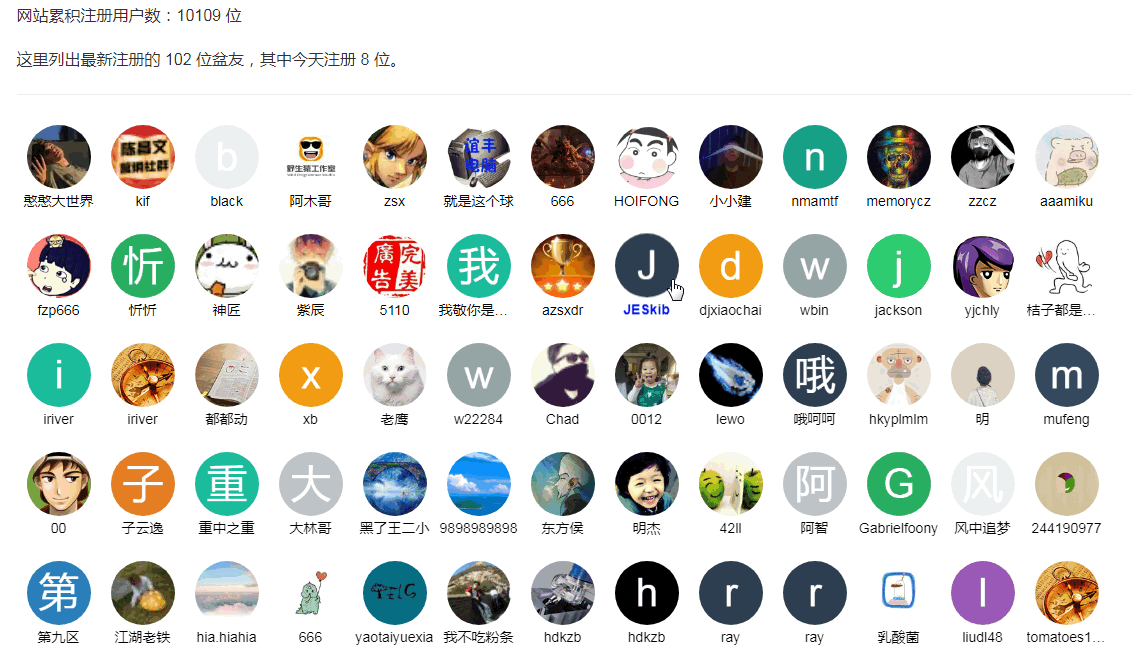 网站累积注册用户数：10109 位
这里列出最新注册的 102 位盆友，其中今天注册 8 位。
陈昌文
营销社群
b
野生猿工作室
谊丰
电脑
n
憨憨大世界 kif black 阿木哥 zsx 就是这个球 666 HOIFONG 小小建 nmamtf memorycz zzcz aaamiku
忻
廣告
完美
我
J
d
w
j
fzp666 忻忻 神匠 紫辰 5110 我敬你是... azsxdr JESkib djxiaochai wbin jackson yjchly 桔子都是...
i
x
w
哦
m
iriver iriver 都都动 xb 老鹰 w22284 Chad 0012 lewo 哦呵呵 hkyplmlm 明 mufeng
子
重
大
阿
G
风
00 子云逸 重中之重 大林哥 黑了王二小 9898989898 东方侯 明杰 42ll 阿智 Gabrielfoony 风中追梦 244190977
第
h
r
r
l
第九区 江湖老铁 hia.hiahia 666 yaotaiyuexia 我不吃粉条 hdkzb hdkzb ray ray 乳酸菌 liudl48 tomatoes1...